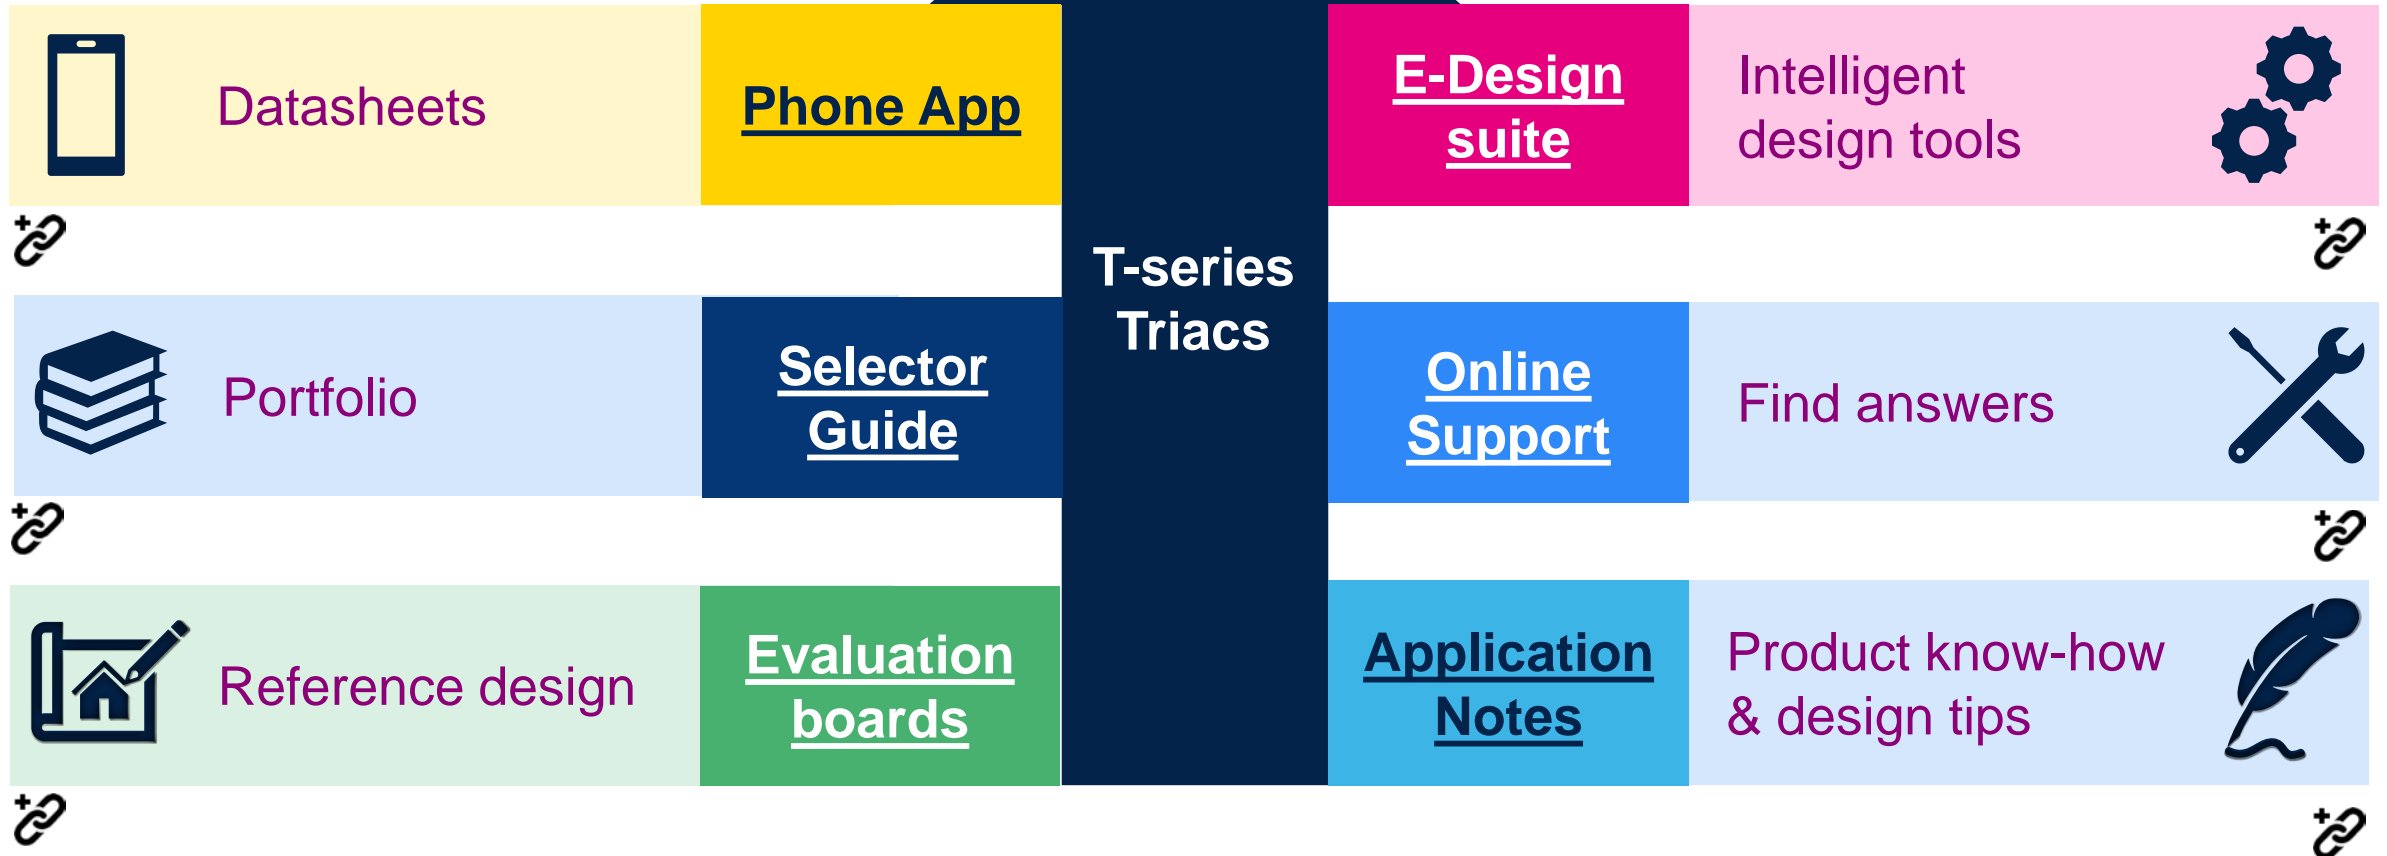 Datasheets
Phone App
E-Design
suite
Intelligent
design tools
T-series
Triacs
Portfolio
Selector
Guide
Online
Support
Find answers
Reference design
Evaluation
boards
Application
Notes
Product know-how
& design tips